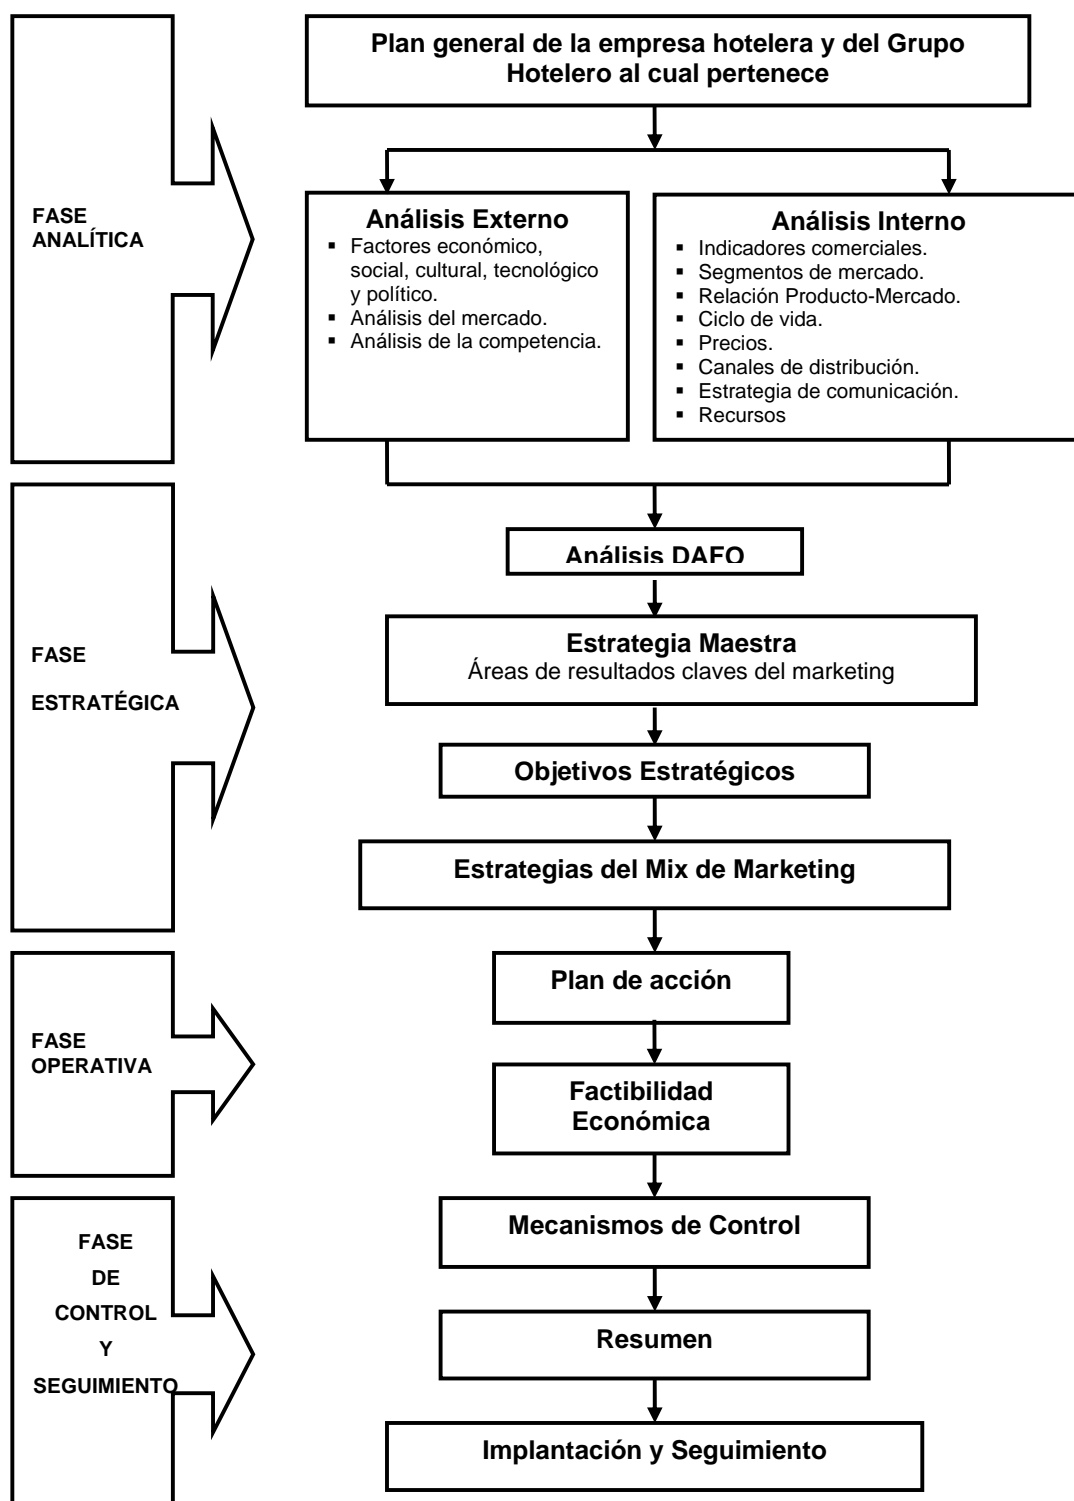 Plan general de la empresa hotelera y del Grupo
Hotelero al cual pertenece
FASE
ANALÍTICA
Análisis Externo
▪ Factores económico,
social, cultural, tecnológico
y político.
▪ Análisis del mercado.
▪ Análisis de la competencia.
Análisis Interno
▪ Indicadores comerciales.
▪ Segmentos de mercado.
▪ Relación Producto-Mercado.
▪ Ciclo de vida.
▪ Precios.
▪ Canales de distribución.
▪ Estrategia de comunicación.
▪ Recursos
FASE
ESTRATÉGICA
Análisis DAFO
Estrategia Maestra
Áreas de resultados claves del marketing
Objetivos Estratégicos
Estrategias del Mix de Marketing
FASE
OPERATIVA
Plan de acción
Factibilidad
Económica
FASE
DE
CONTROL
Y
SEGUIMIENTO
Mecanismos de Control
Resumen
Implantación y Seguimiento